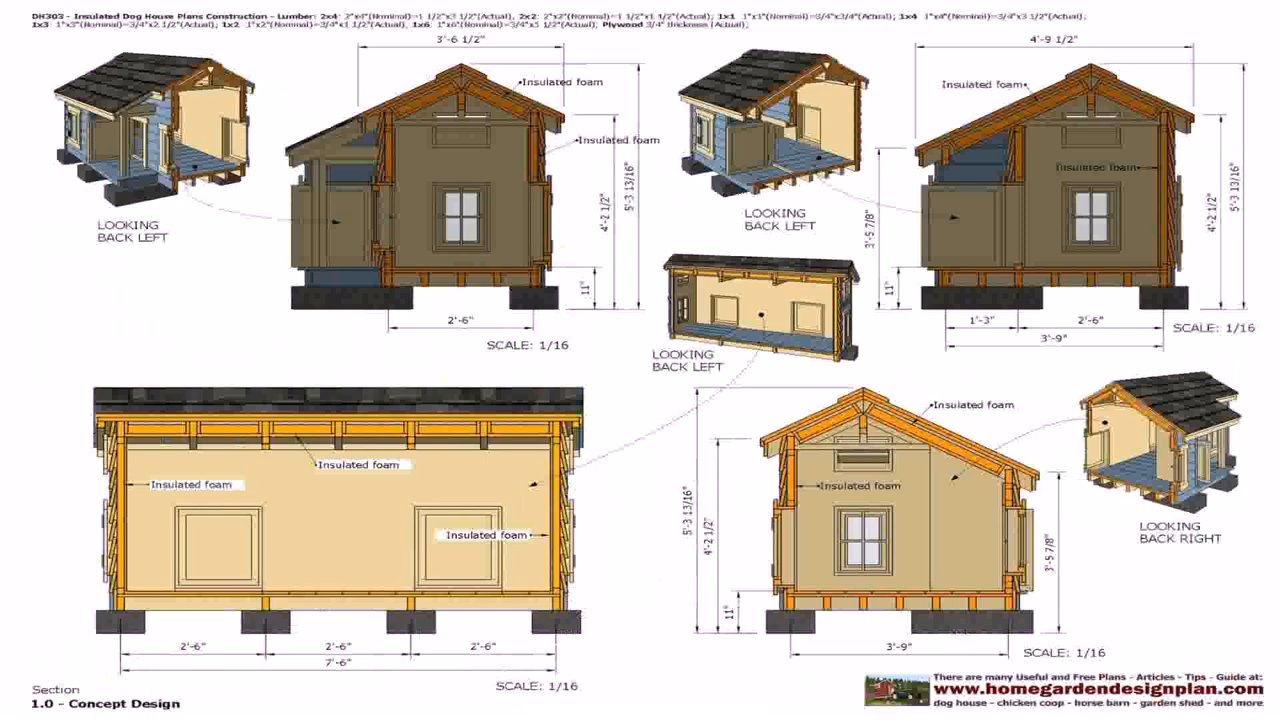 DH303 - Insulated Dog House Plans Construction - Lumber: 2x4: 2"x4"(Nominal)=1 1/2"x3 1/2"(Actual), 2x2: 2"x2"(Nominal)=1 1/2"x1 1/2"(Actual); 1x1 1"x1"(Nominal)=3/4"x3/4"(Actual); 1x4 1"x4"(Nominal)=3/4"x3 1/2"(Actual);
1x3: 1"x3"(Nominal)=3/4"x2 1/2"(Actual), 1x2 1"x2"(Nominal)=3/4"x1 1/2"(Actual), 1x6: 1"x6"(Nominal)=3/4"x5 1/2"(Actual), Plywood 3/4" thickness (Actual);
3'-6 1/2"
Insulated foam
Insulated foam
5'-3 13/16"
4'-2 1/2"
11"
2'-6"
SCALE: 1/16
LOOKING
BACK LEFT
4'-9 1/2"
Insulated foam
Insulated foam
3'-5 7/8"
11"
4'-2 1/2"
5'-3 13/16"
1'-3"
2'-6"
3'-9"
SCALE: 1/16
LOOKING
BACK LEFT
LOOKING
BACK LEFT
Insulated foam
Insulated foam
Insulated foam
2'-6"
2'-6"
2'-6"
7'-6"
SCALE: 1/16
Insulated foam
Insulated foam
5'-3 13/16"
4'-2 1/2"
11"
3'-5 7/8"
3'-9"
SCALE: 1/16
LOOKING
BACK RIGHT
Section
1.0 - Concept Design
There are many Useful and Free Plans - Articles - Tips - Guide at:
www.homegardendesignplan.com
dog house - chicken coop - horse barn - garden shed - and more